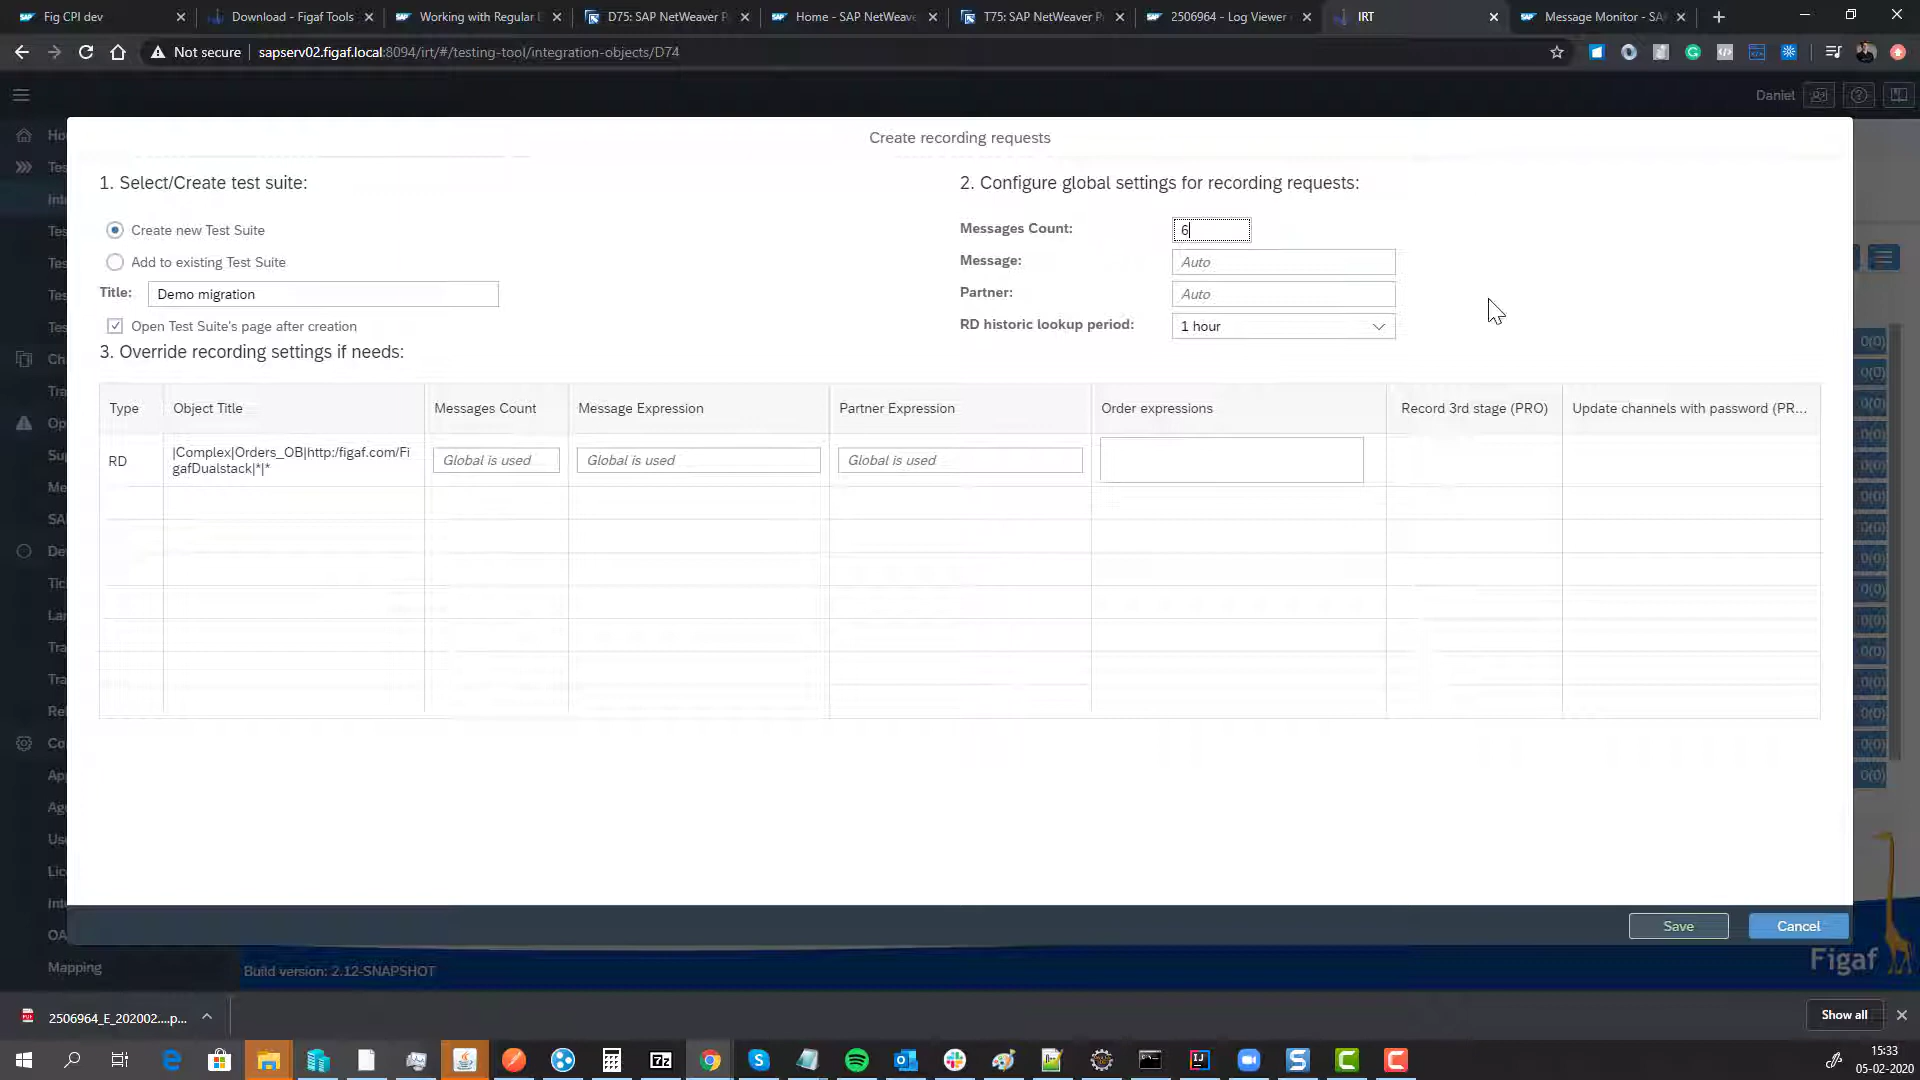 Fig CPI dev
Download - Figaf Tools
Working with Regular E
D75: SAP NetWeaver P
Home - SAP NetWeave
T75: SAP NetWeaver P
2506964 - Log Viewer
IRT
Message Monitor - SA
Not secure
sapserv02.figaf.local:8094/irt/#/testing-tool/integration-objects/D74
Daniel
Create recording requests
1. Select/Create test suite:
2. Configure global settings for recording requests:
Create new Test Suite
Messages Count:
6
Add to existing Test Suite
Message:
Auto
Title:
Demo migration
Partner:
Auto
Open Test Suite's page after creation
RD historic lookup period:
1 hour
3. Override recording settings if needs:
Type
Object Title
Messages Count
Message Expression
Partner Expression
Order expressions
Record 3rd stage (PRO)
Update channels with password (PR...
RD
|Complex|Orders_OB|http:/figaf.com/Fi
gafDualstack|*|*
Global is used
Global is used
Global is used
Save
Cancel
Mapping
Build version: 2.12-SNAPSHOT
Figaf
2506964_E_202002....p...
Show all
15:33
05-02-2020